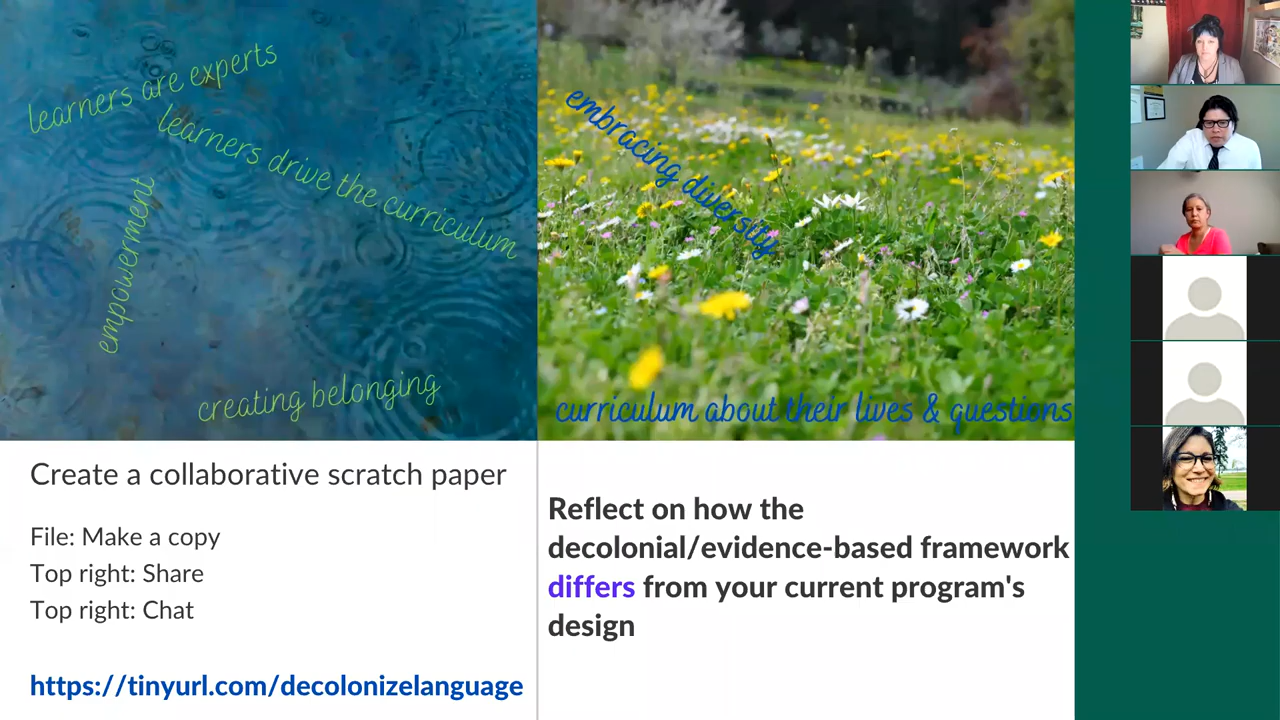 learners are experts
learners drive the curriculum
empowerment
creating belonging
embracing diversity
curriculum about their lives & questions
Create a collaborative scratch paper
File: Make a copy
Top right: Share
Top right: Chat
https://tinyurl.com/decolonizelanguage
Reflect on how the
decolonial/evidence-based framework
differs from your current program's
design